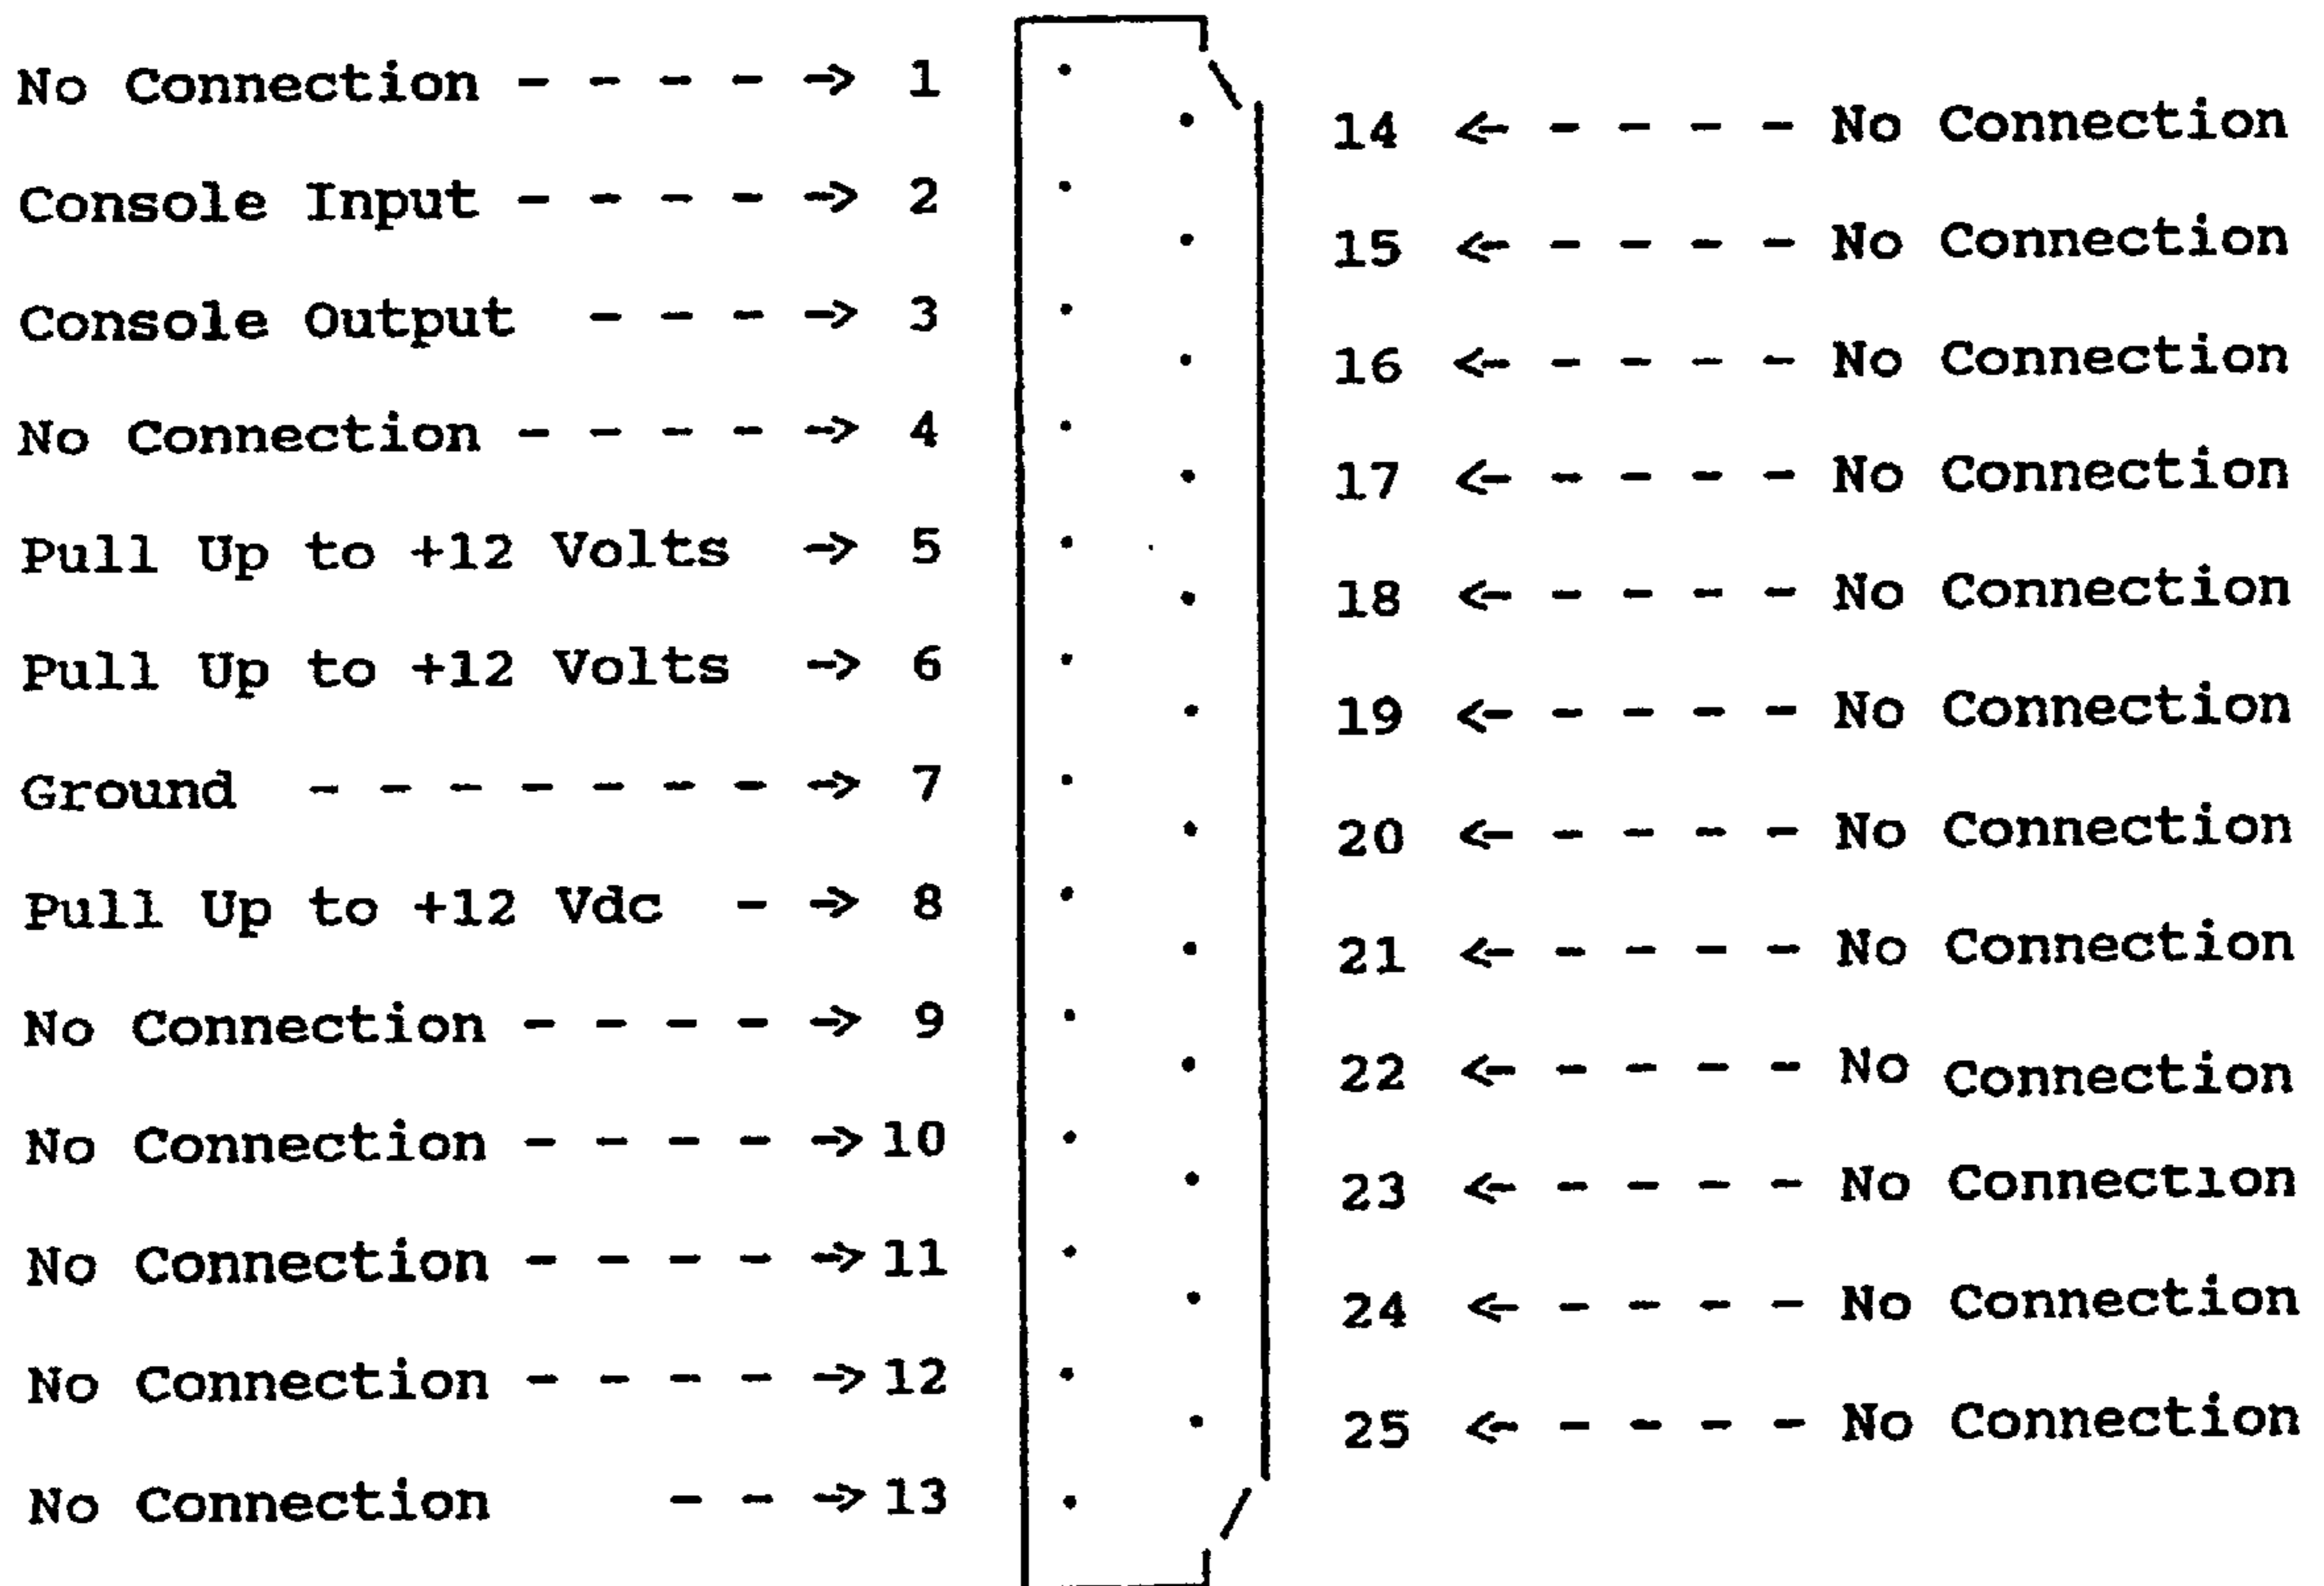 No Connection - - - - -> 1
14 <- - - - - No Connection
Console Input - - - - -> 2
15 <- - - - - No Connection
Console Output - - - -> 3
16 <- - - - - No Connection
No Connection - - - - -> 4
17 <- - - - - No Connection
Pull Up to +12 Volts -> 5
18 <- - - - - No Connection
Pull Up to +12 Volts -> 6
19 <- - - - - No Connection
Ground - - - - - - - -> 7
20 <- - - - - No Connection
Pull Up to +12 Vdc - -> 8
21 <- - - - - No Connection
No Connection - - - - -> 9
22 <- - - - - No Connection
No Connection - - - - -> 10
23 <- - - - - No Connection
No Connection - - - - -> 11
24 <- - - - - No Connection
No Connection - - - - -> 12
25 <- - - - - No Connection
No Connection - - -> 13